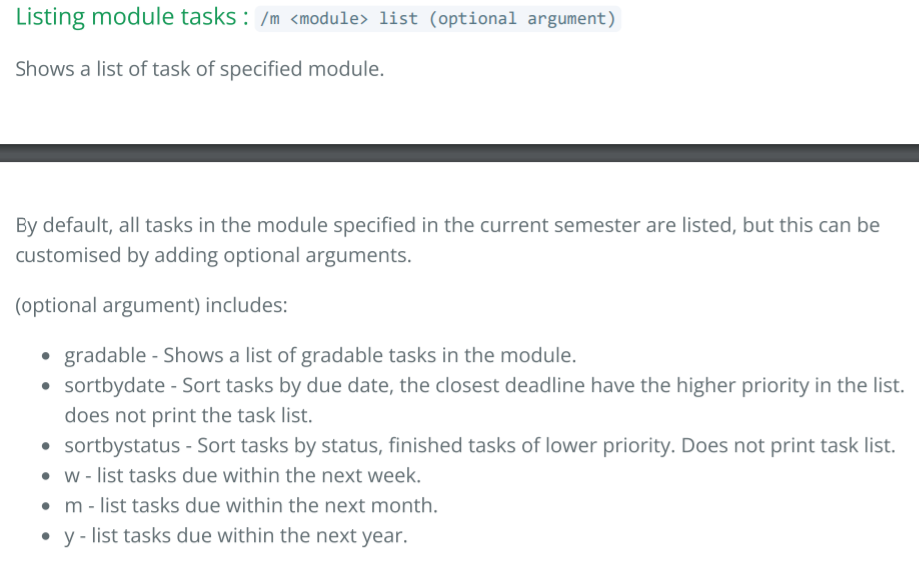 Listing module tasks : /m <module> list (optional argument)
Shows a list of task of specified module.
By default, all tasks in the module specified in the current semester are listed, but this can be
customised by adding optional arguments.
(optional argument) includes:
• gradable - Shows a list of gradable tasks in the module.
• sortbydate - Sort tasks by due date, the closest deadline have the higher priority in the list.
does not print the task list.
• sortbystatus - Sort tasks by status, finished tasks of lower priority. Does not print task list.
• w - list tasks due within the next week.
• m - list tasks due within the next month.
• y - list tasks due within the next year.